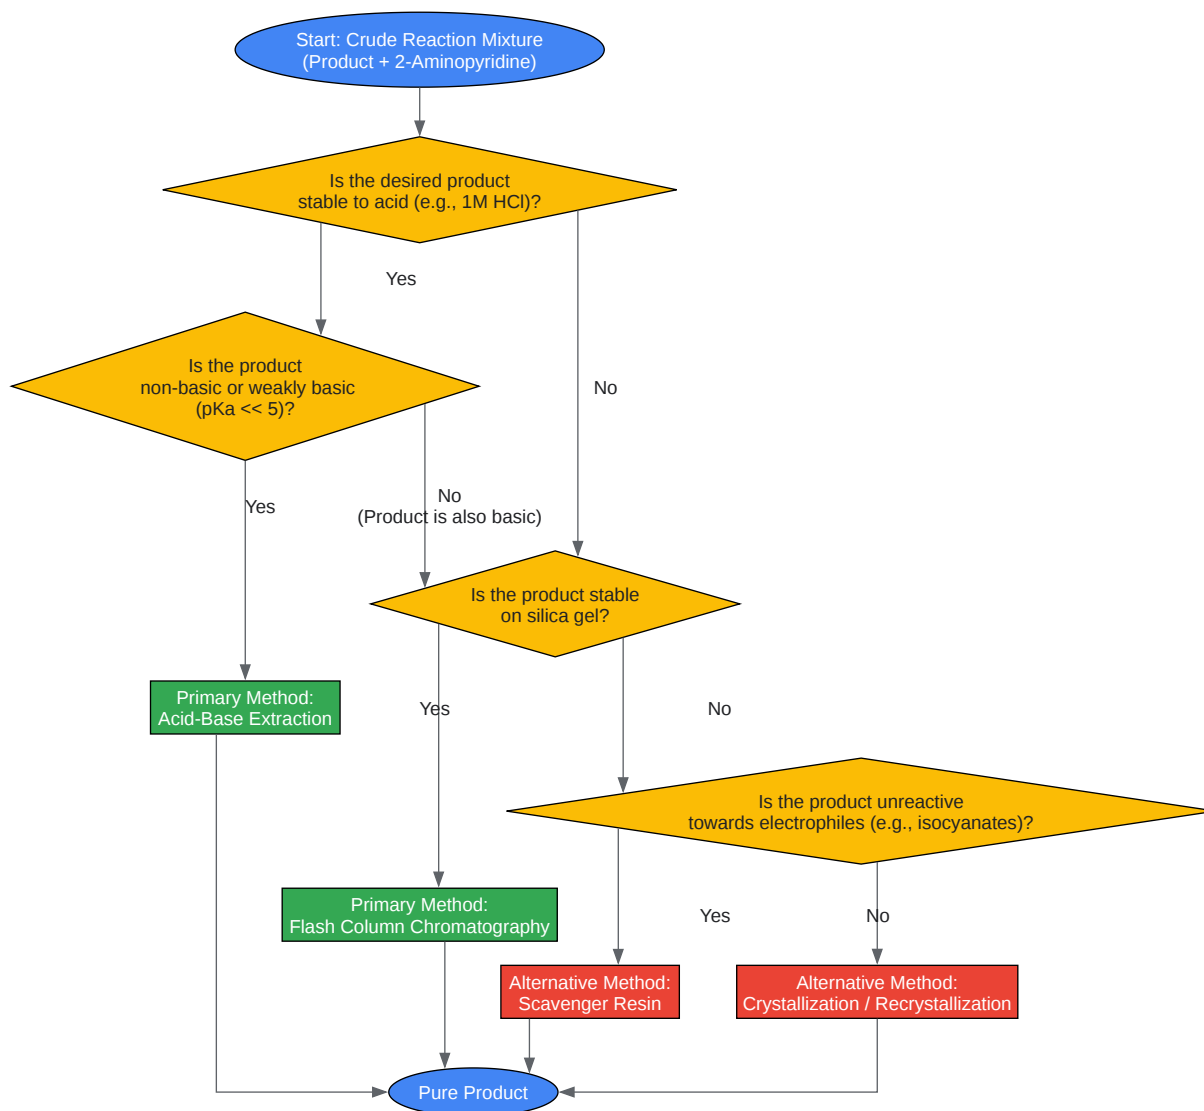 Start: Crude Reaction Mixture
(Product + 2-Aminopyridine)
Is the desired product
stable to acid (e.g., 1M HCl)?
Yes
Is the product
non-basic or weakly basic
(pKa << 5)?
No
Yes
No
(Product is also basic)
Is the product stable
on silica gel?
Primary Method:
Acid-Base Extraction
Yes
No
Is the product unreactive
towards electrophiles (e.g., isocyanates)?
Primary Method:
Flash Column Chromatography
Yes
No
Alternative Method:
Scavenger Resin
Alternative Method:
Crystallization / Recrystallization
Pure Product